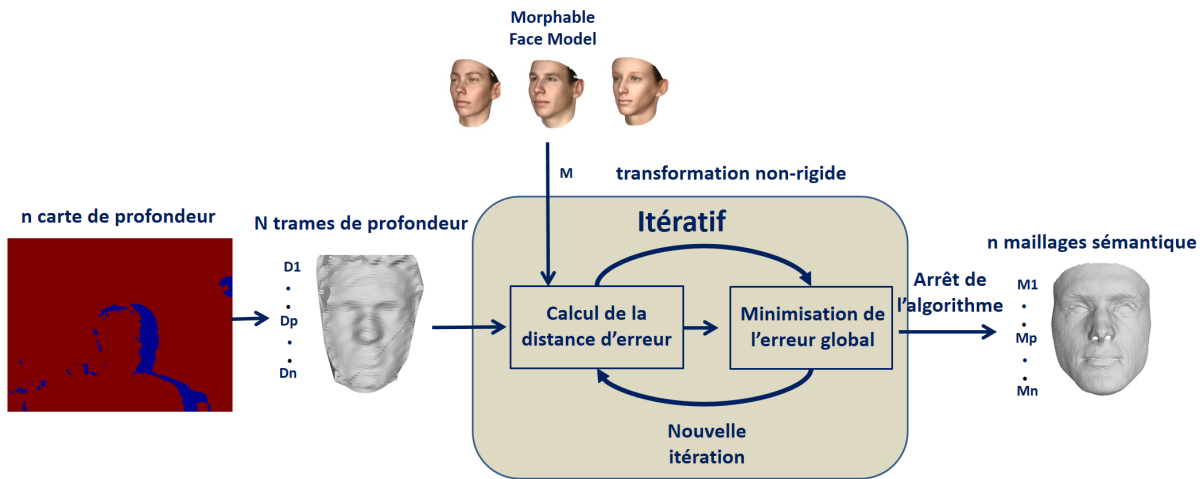 Morphable
Face Model
M
transformation non-rigide
n carte de profondeur
N trames de profondeur
Itératif
n maillages sémantique
D1
Dp
Dn
Calcul de la
distance d'erreur
Minimisation de
l'erreur global
Arrêt de
l'algorithme
M1
Mp
Mn
Nouvelle
itération